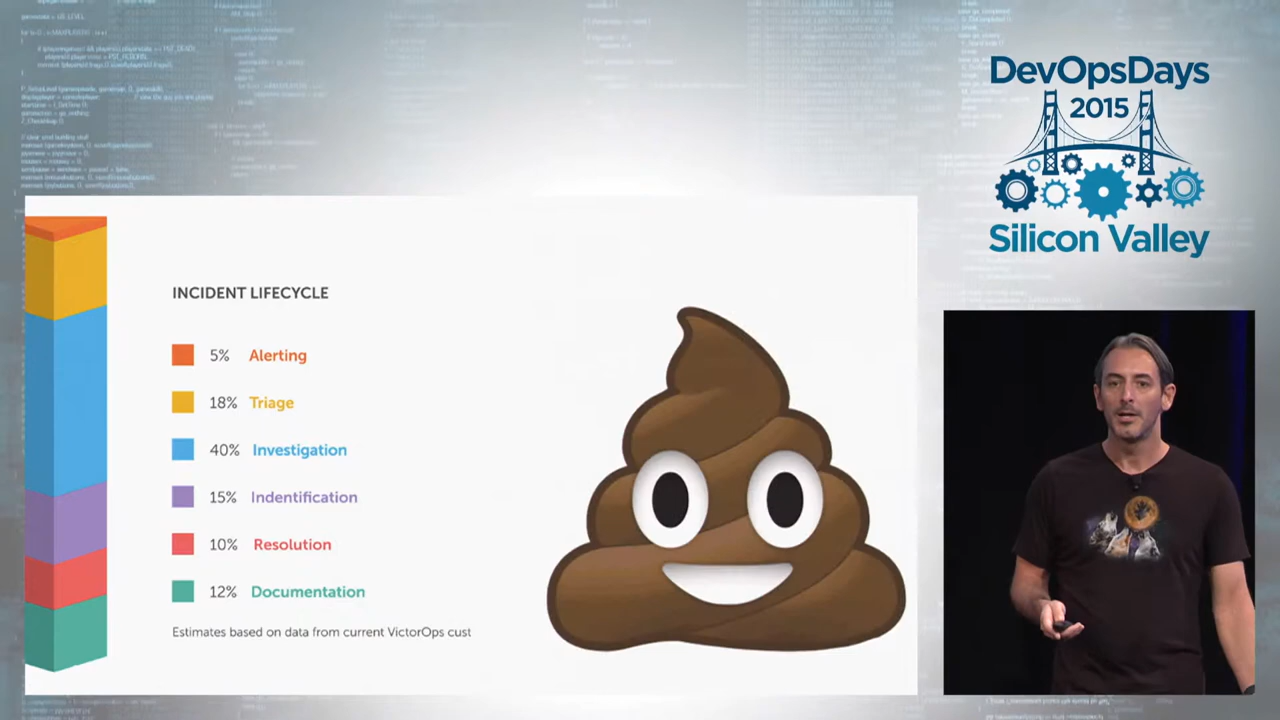 DevOpsDays
2015
Silicon Valley
INCIDENT LIFECYCLE
5% Alerting
18% Triage
40% Investigation
15% Indentification
10% Resolution
12% Documentation
Estimates based on data from current VictorOps cust